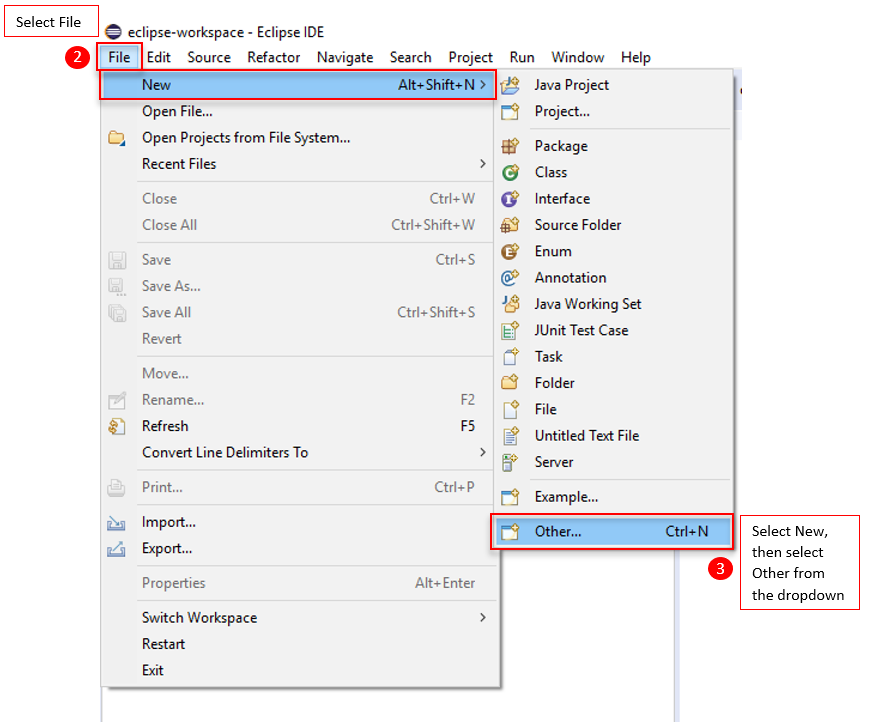 Select File
eclipse-workspace - Eclipse IDE
2
File Edit Source Refactor Navigate Search Project Run Window Help
New Alt+Shift+N >
Open File...
Open Projects from File System...
Recent Files >
Close Ctrl+W
Close All Ctrl+Shift+W
Save Ctrl+S
Save As...
Save All Ctrl+Shift+S
Revert
Move...
Rename... F2
Refresh F5
Convert Line Delimiters To >
Print... Ctrl+P
Import...
Export...
Properties Alt+Enter
Switch Workspace >
Restart
Exit
Java Project
Project...
Package
Class
Interface
Source Folder
Enum
Annotation
Java Working Set
JUnit Test Case
Task
Folder
File
Untitled Text File
Server
Example...
Other... Ctrl+N
3
Select New,
then select
Other from
the dropdown